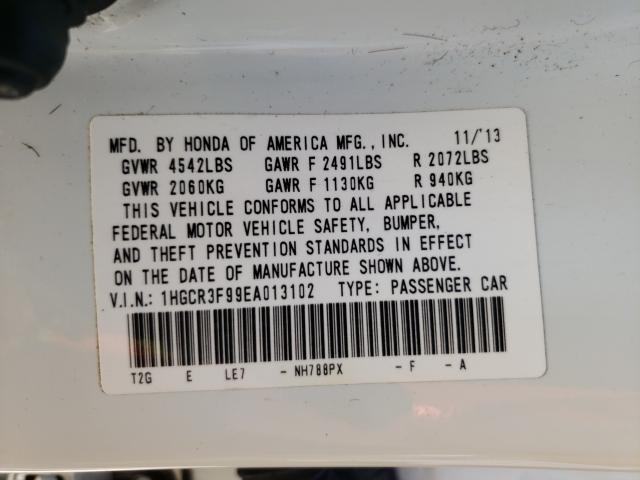 MFD. BY HONDA OF AMERICA MFG., INC. 11/'13
GVWR 4542LBS GAWR F 2491LBS R 2072LBS
GVWR 2060KG GAWR F 1130KG R 940KG
THIS VEHICLE CONFORMS TO ALL APPLICABLE
FEDERAL MOTOR VEHICLE SAFETY, BUMPER,
AND THEFT PREVENTION STANDARDS IN EFFECT
ON THE DATE OF MANUFACTURE SHOWN ABOVE.
V.I.N.: 1HGCR3F99EA013102 TYPE: PASSENGER CAR
T2G E LE7 - NH788PX - F - A